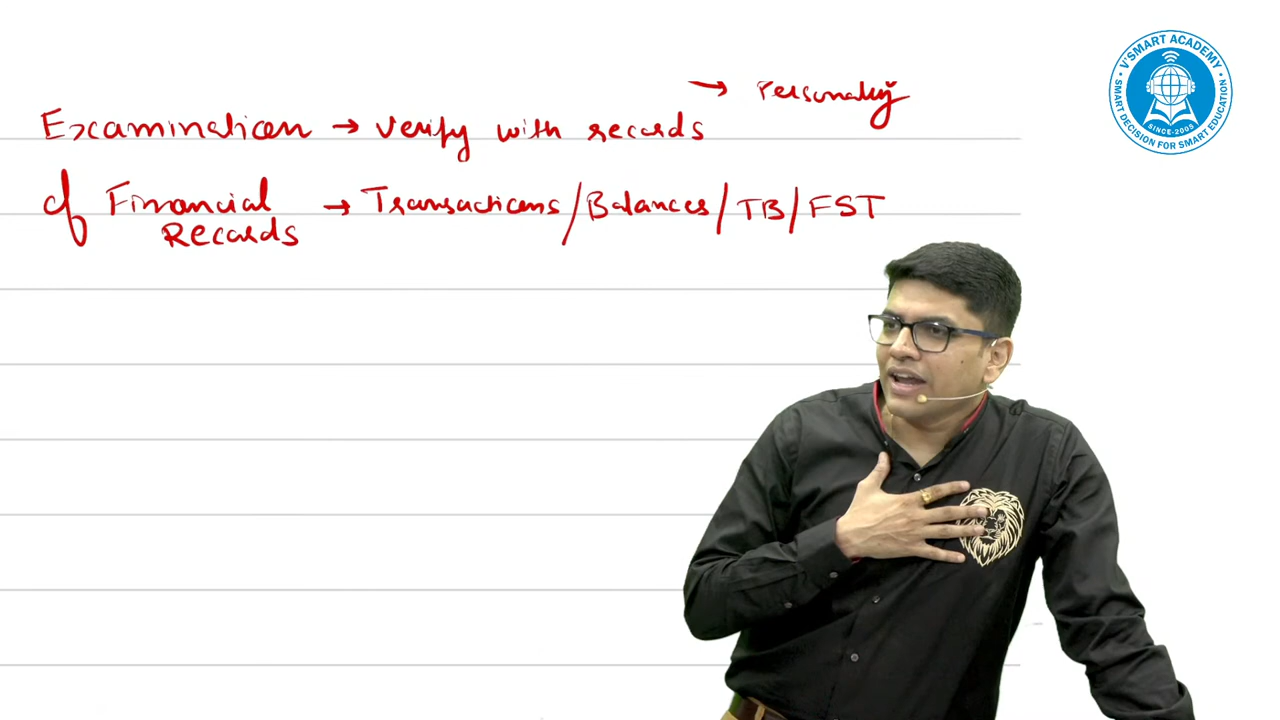 → Personality
Examination → Verify with records
of Financial → Transactions/Balances/TB/FST
Records
V'SMART ACADEMY
SMART DECISION FOR SMART EDUCATION
SINCE-2005